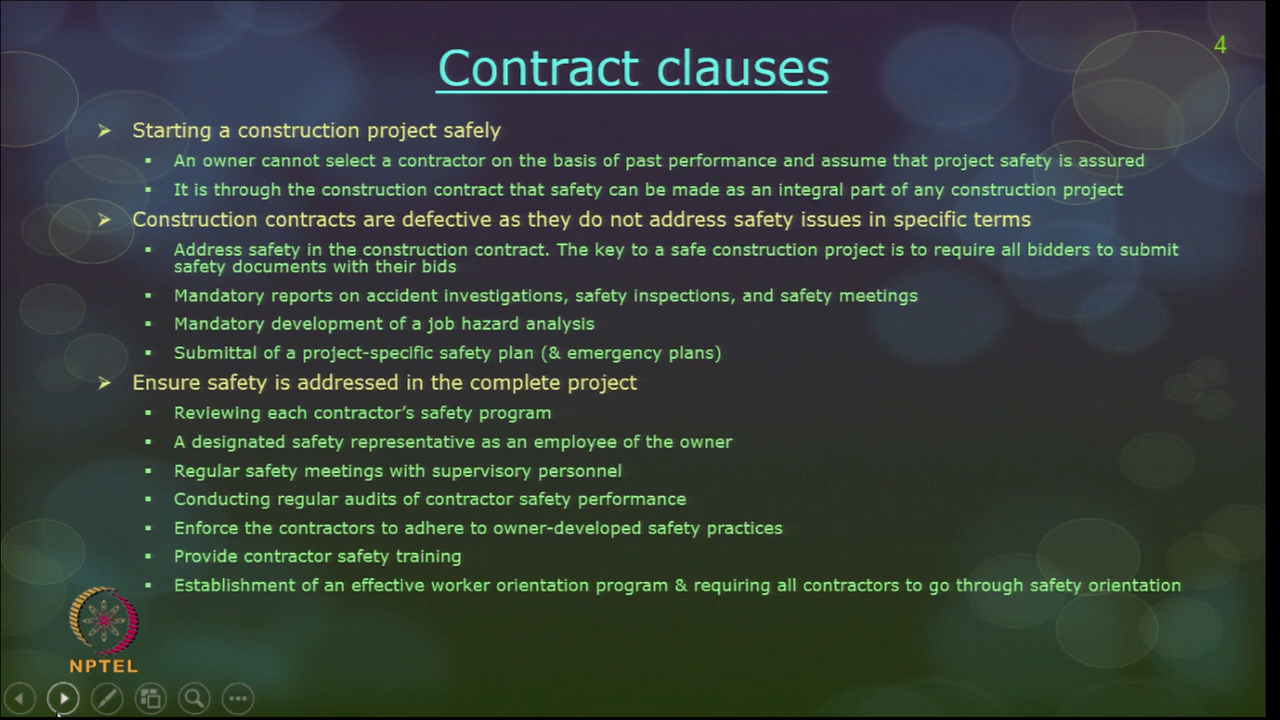 4
Contract clauses
Starting a construction project safely
An owner cannot select a contractor on the basis of past performance and assume that project safety is assured
It is through the construction contract that safety can be made as an integral part of any construction project
Construction contracts are defective as they do not address safety issues in specific terms
Address safety in the construction contract. The key to a safe construction project is to require all bidders to submit
safety documents with their bids
Mandatory reports on accident investigations, safety inspections, and safety meetings
Mandatory development of a job hazard analysis
Submittal of a project-specific safety plan (& emergency plans)
Ensure safety is addressed in the complete project
Reviewing each contractor’s safety program
A designated safety representative as an employee of the owner
Regular safety meetings with supervisory personnel
Conducting regular audits of contractor safety performance
Enforce the contractors to adhere to owner-developed safety practices
Provide contractor safety training
Establishment of an effective worker orientation program & requiring all contractors to go through safety orientation
NPTEL